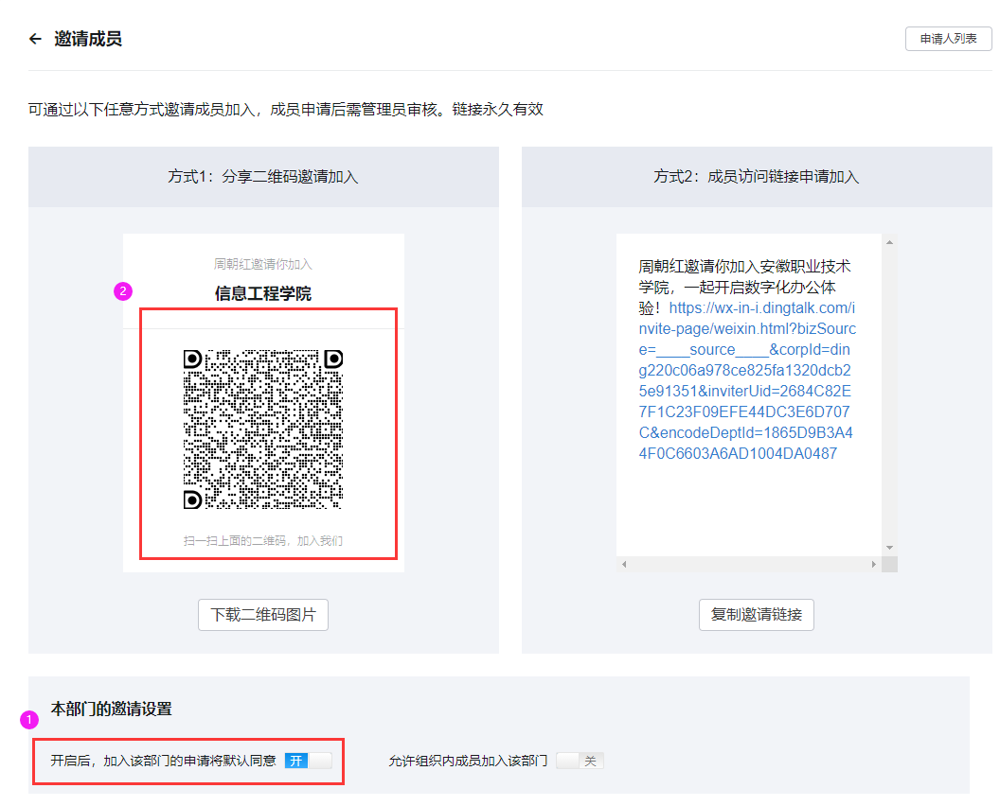 邀请成员
申请人列表
可通过以下任意方式邀请成员加入，成员申请后需管理员审核。链接永久有效
方式1：分享二维码邀请加入
周朝红邀请你加入
2
信息工程学院
扫一扫上面的二维码，加入我们
下载二维码图片
方式2：成员访问链接申请加入
周朝红邀请你加入安徽职业技术
学院，一起开启数字化办公体
验！https://wx-in-i.dingtalk.com/i
nvite-page/weixin.html?bizSourc
e=____source____&corpId=din
g220c06a978ce825fa1320dcb2
5e91351&inviterUid=2684C82E
7F1C23F09EFE44DC3E6D707
C&encodeDeptId=1865D9B3A4
4F0C6603A6AD1004DA0487
复制邀请链接
本部门的邀请设置
1
开启后，加入该部门的申请将默认同意 开
允许组织内成员加入该部门 关